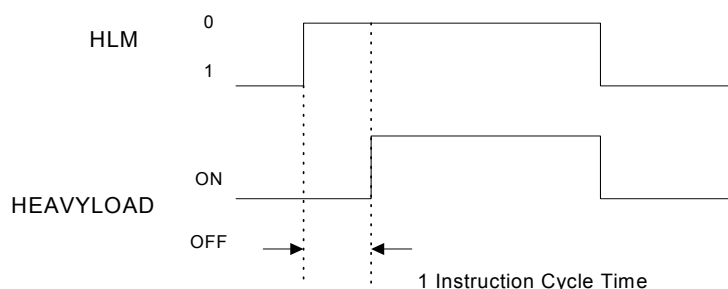 0
HLM
1
ON
HEAVYLOAD
OFF
1 Instruction Cycle Time